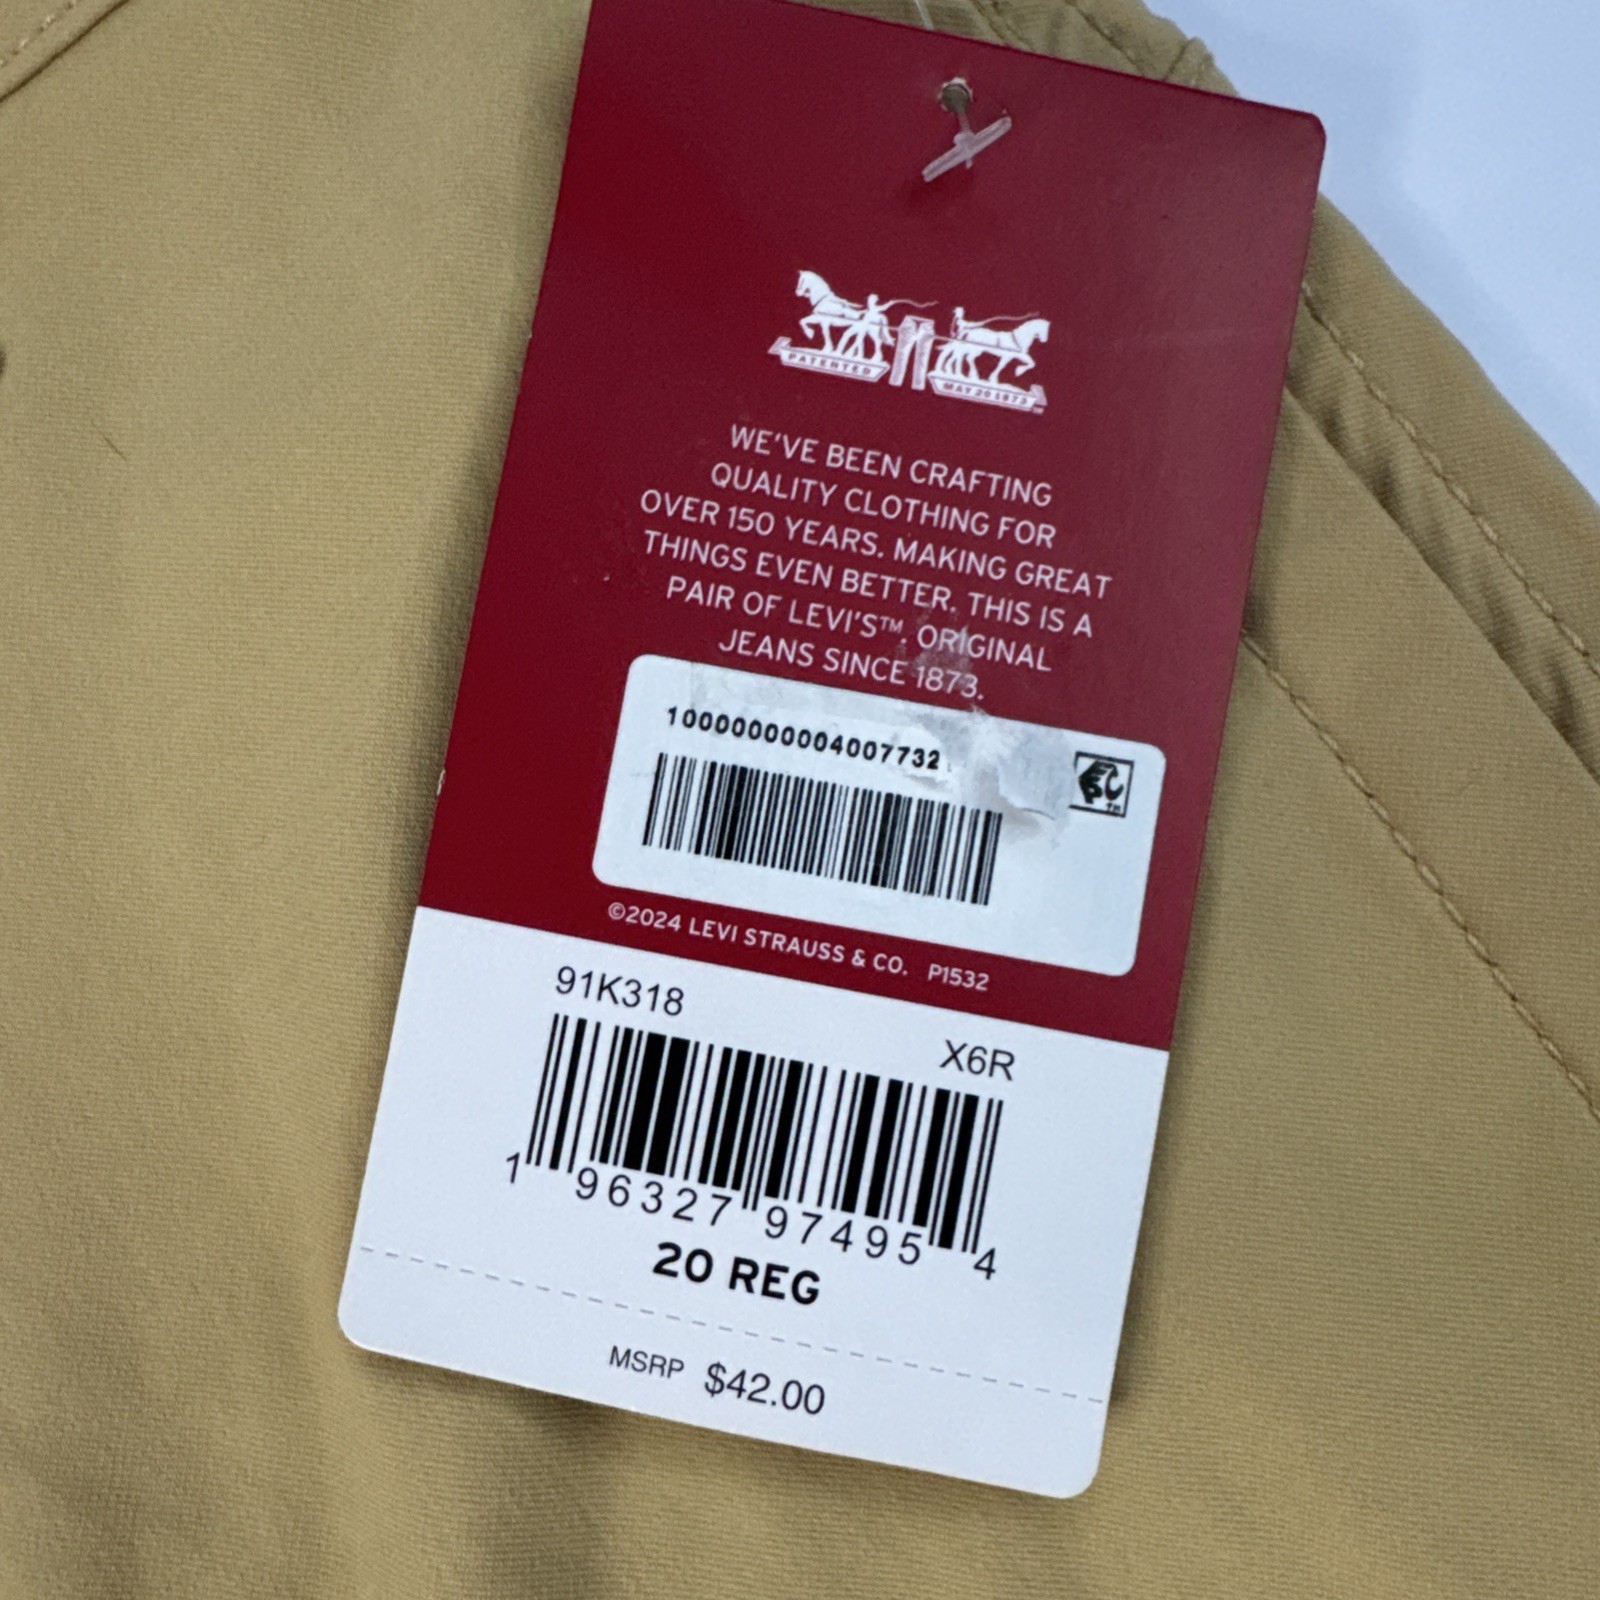 PATENTED
MAY 20 1873
WE'VE BEEN CRAFTING
QUALITY CLOTHING FOR
OVER 150 YEARS. MAKING GREAT
THINGS EVEN BETTER. THIS IS A
PAIR OF LEVI'S™. ORIGINAL
JEANS SINCE 1873.
10000000004007732
©2024 LEVI STRAUSS & CO. P1532
91K318
X6R
1 96327 97495 4
20 REG
MSRP $42.00